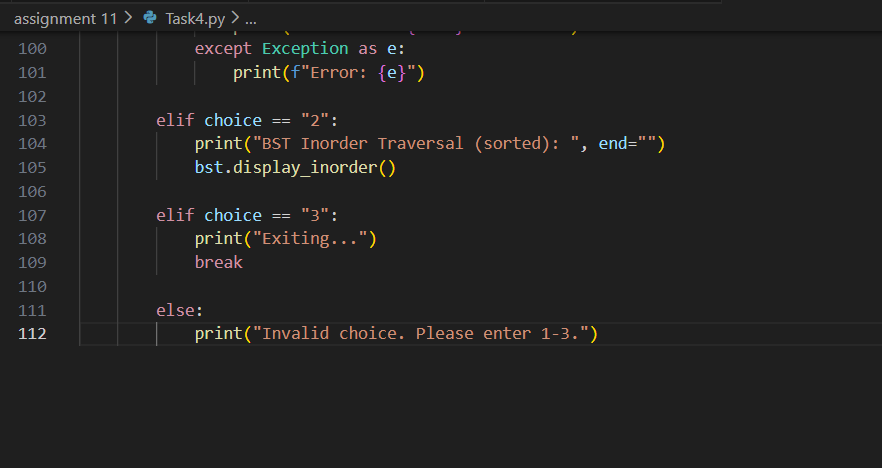 assignment 11 > Task4.py > ...
100 except Exception as e:
101 print(f"Error: {e}")
102
103 elif choice == "2":
104 print("BST Inorder Traversal (sorted): ", end="")
105 bst.display_inorder()
106
107 elif choice == "3":
108 print("Exiting...")
109 break
110
111 else:
112 print("Invalid choice. Please enter 1-3.")